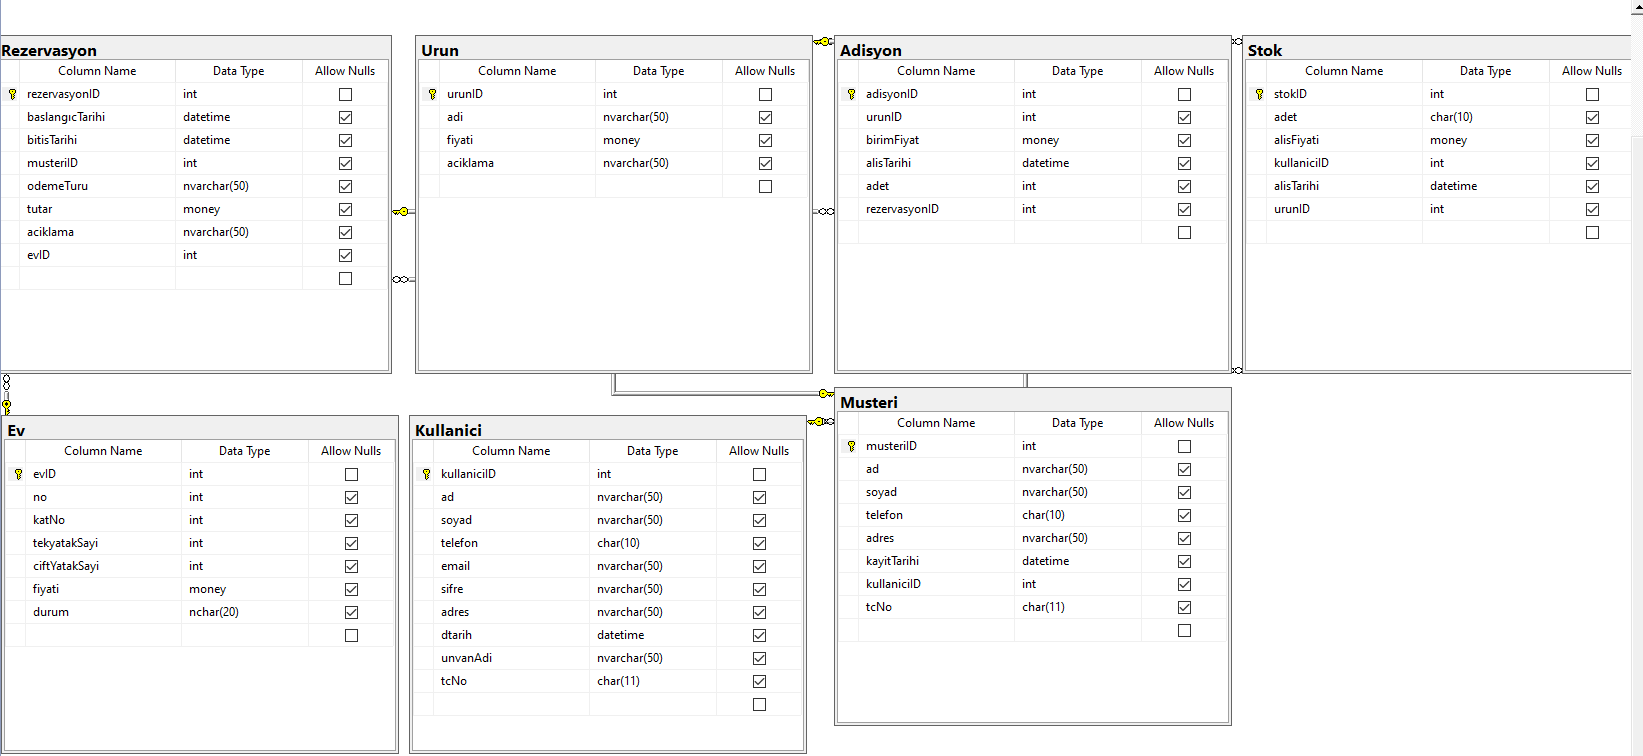 Rezervasyon
Column Name Data Type Allow Nulls
rezervasyonID int
baslangıcTarihi datetime
bitisTarihi datetime
musteriID int
odemeTuru nvarchar(50)
tutar money
aciklama nvarchar(50)
evID int
Urun
Column Name Data Type Allow Nulls
urunID int
adi nvarchar(50)
fiyati money
aciklama nvarchar(50)
Adisyon
Column Name Data Type Allow Nulls
adisyonID int
urunID int
birimFiyat money
alisTarihi datetime
adet int
rezervasyonID int
Stok
Column Name Data Type Allow Nulls
stokID int
adet char(10)
alisFiyati money
kullaniciID int
alisTarihi datetime
urunID int
Ev
Column Name Data Type Allow Nulls
evID int
no int
katNo int
tekyatakSayi int
ciftYatakSayi int
fiyati money
durum nchar(20)
Kullanici
Column Name Data Type Allow Nulls
kullaniciID int
ad nvarchar(50)
soyad nvarchar(50)
telefon char(10)
email nvarchar(50)
sifre nvarchar(50)
adres nvarchar(50)
dtarih datetime
unvanAdi nvarchar(50)
tcNo char(11)
Musteri
Column Name Data Type Allow Nulls
musteriID int
ad nvarchar(50)
soyad nvarchar(50)
telefon char(10)
adres nvarchar(50)
kayitTarihi datetime
kullaniciID int
tcNo char(11)